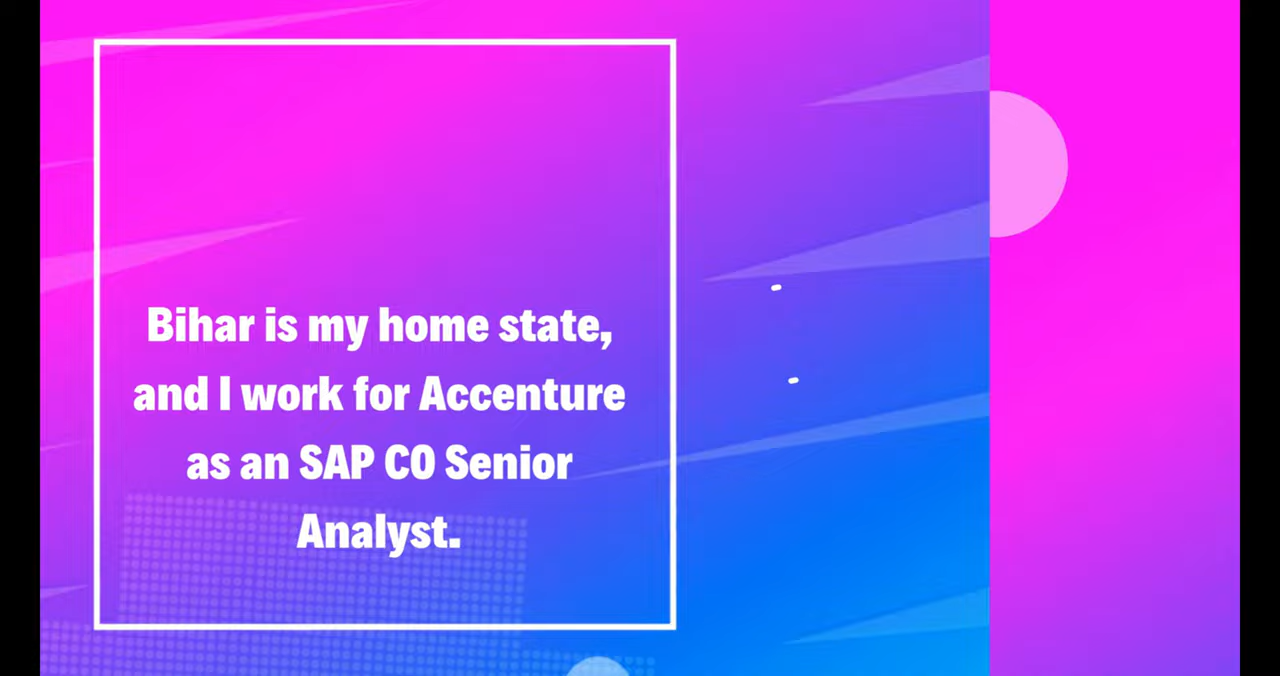 Bihar is my home state,
and I work for Accenture
as an SAP CO Senior
Analyst.